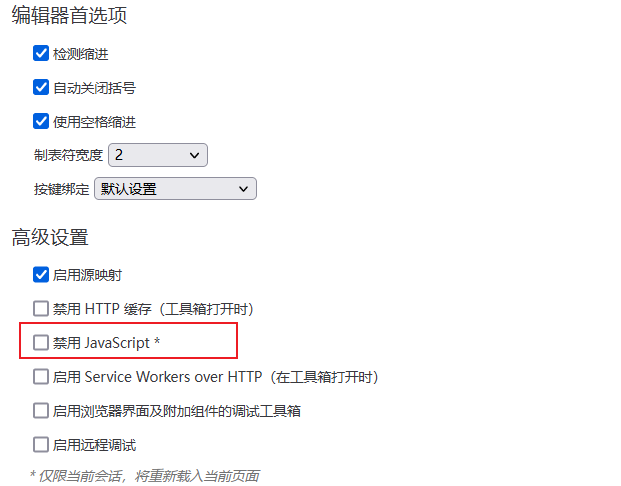 编辑器首选项
检测缩进
自动关闭括号
使用空格缩进
制表符宽度 2
按键绑定 默认设置
高级设置
启用源映射
禁用 HTTP 缓存（工具箱打开时）
禁用 JavaScript *
启用 Service Workers over HTTP（在工具箱打开时）
启用浏览器界面及附加组件的调试工具箱
启用远程调试
* 仅限当前会话，将重新载入当前页面